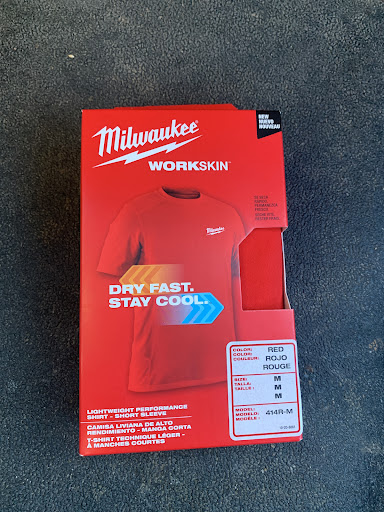 NEW
NUEVO
NOUVEAU
Milwaukee
WORKSKIN™
Milwaukee
DRY FAST.
STAY COOL.
COLOR:
COLOR:
COULEUR:
RED
ROJO
ROUGE
SIZE:
TALLA:
TAILLE:
M
M
M
MODEL:
MODELO:
MODÈLE:
414R-M
LIGHTWEIGHT PERFORMANCE
SHIRT - SHORT SLEEVE
CAMISA LIVIANA DE ALTO
RENDIMIENTO - MANGA CORTA
T-SHIRT TECHNIQUE LÉGER -
À MANCHES COURTES